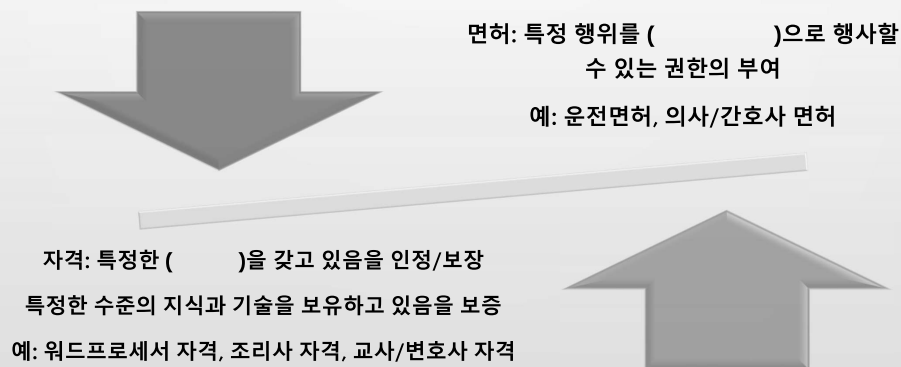 면허: 특정 행위를 ( )으로 행사할
수 있는 권한의 부여
예: 운전면허, 의사/간호사 면허
자격: 특정한 ( )을 갖고 있음을 인정/보장
특정한 수준의 지식과 기술을 보유하고 있음을 보증
예: 워드프로세서 자격, 조리사 자격, 교사/변호사 자격